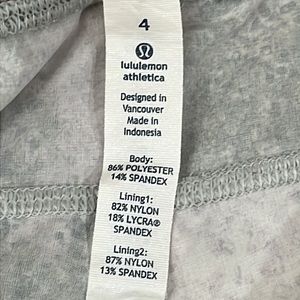 4
lululemon
athletica
Designed in
Vancouver
Made in
Indonesia
Body:
86% POLYESTER
14% SPANDEX
Lining1:
82% NYLON
18% LYCRA®
SPANDEX
Lining2:
87% NYLON
13% SPANDEX